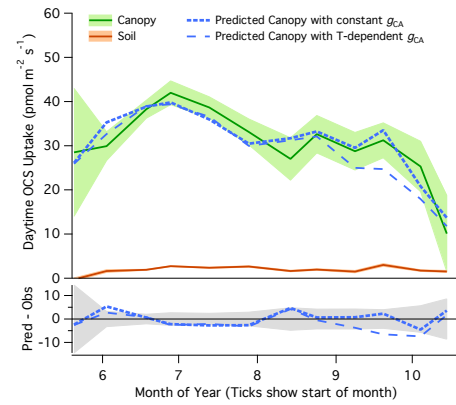 Canopy
Soil
Predicted Canopy with constant gCA
Predicted Canopy with T-dependent gCA
Daytime OCS Uptake (pmol m⁻² s⁻¹)
60
50
40
30
20
10
0
Pred - Obs
10
0
-10
6 7 8 9 10
Month of Year (Ticks show start of month)